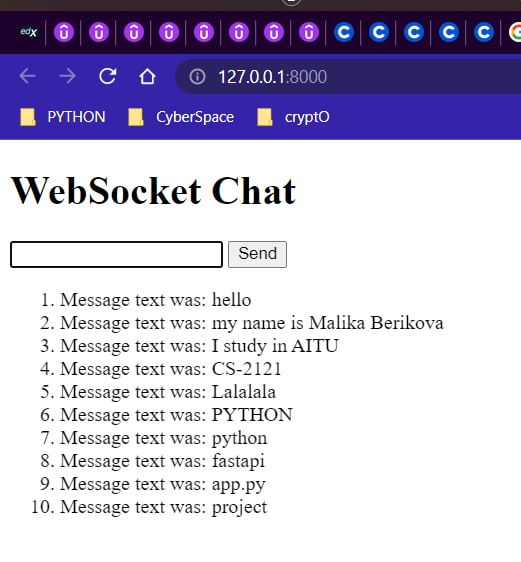 edX
127.0.0.1:8000
PYTHON CyberSpace cryptO
WebSocket Chat
Send
1. Message text was: hello
2. Message text was: my name is Malika Berikova
3. Message text was: I study in AITU
4. Message text was: CS-2121
5. Message text was: Lalalala
6. Message text was: PYTHON
7. Message text was: python
8. Message text was: fastapi
9. Message text was: app.py
10. Message text was: project